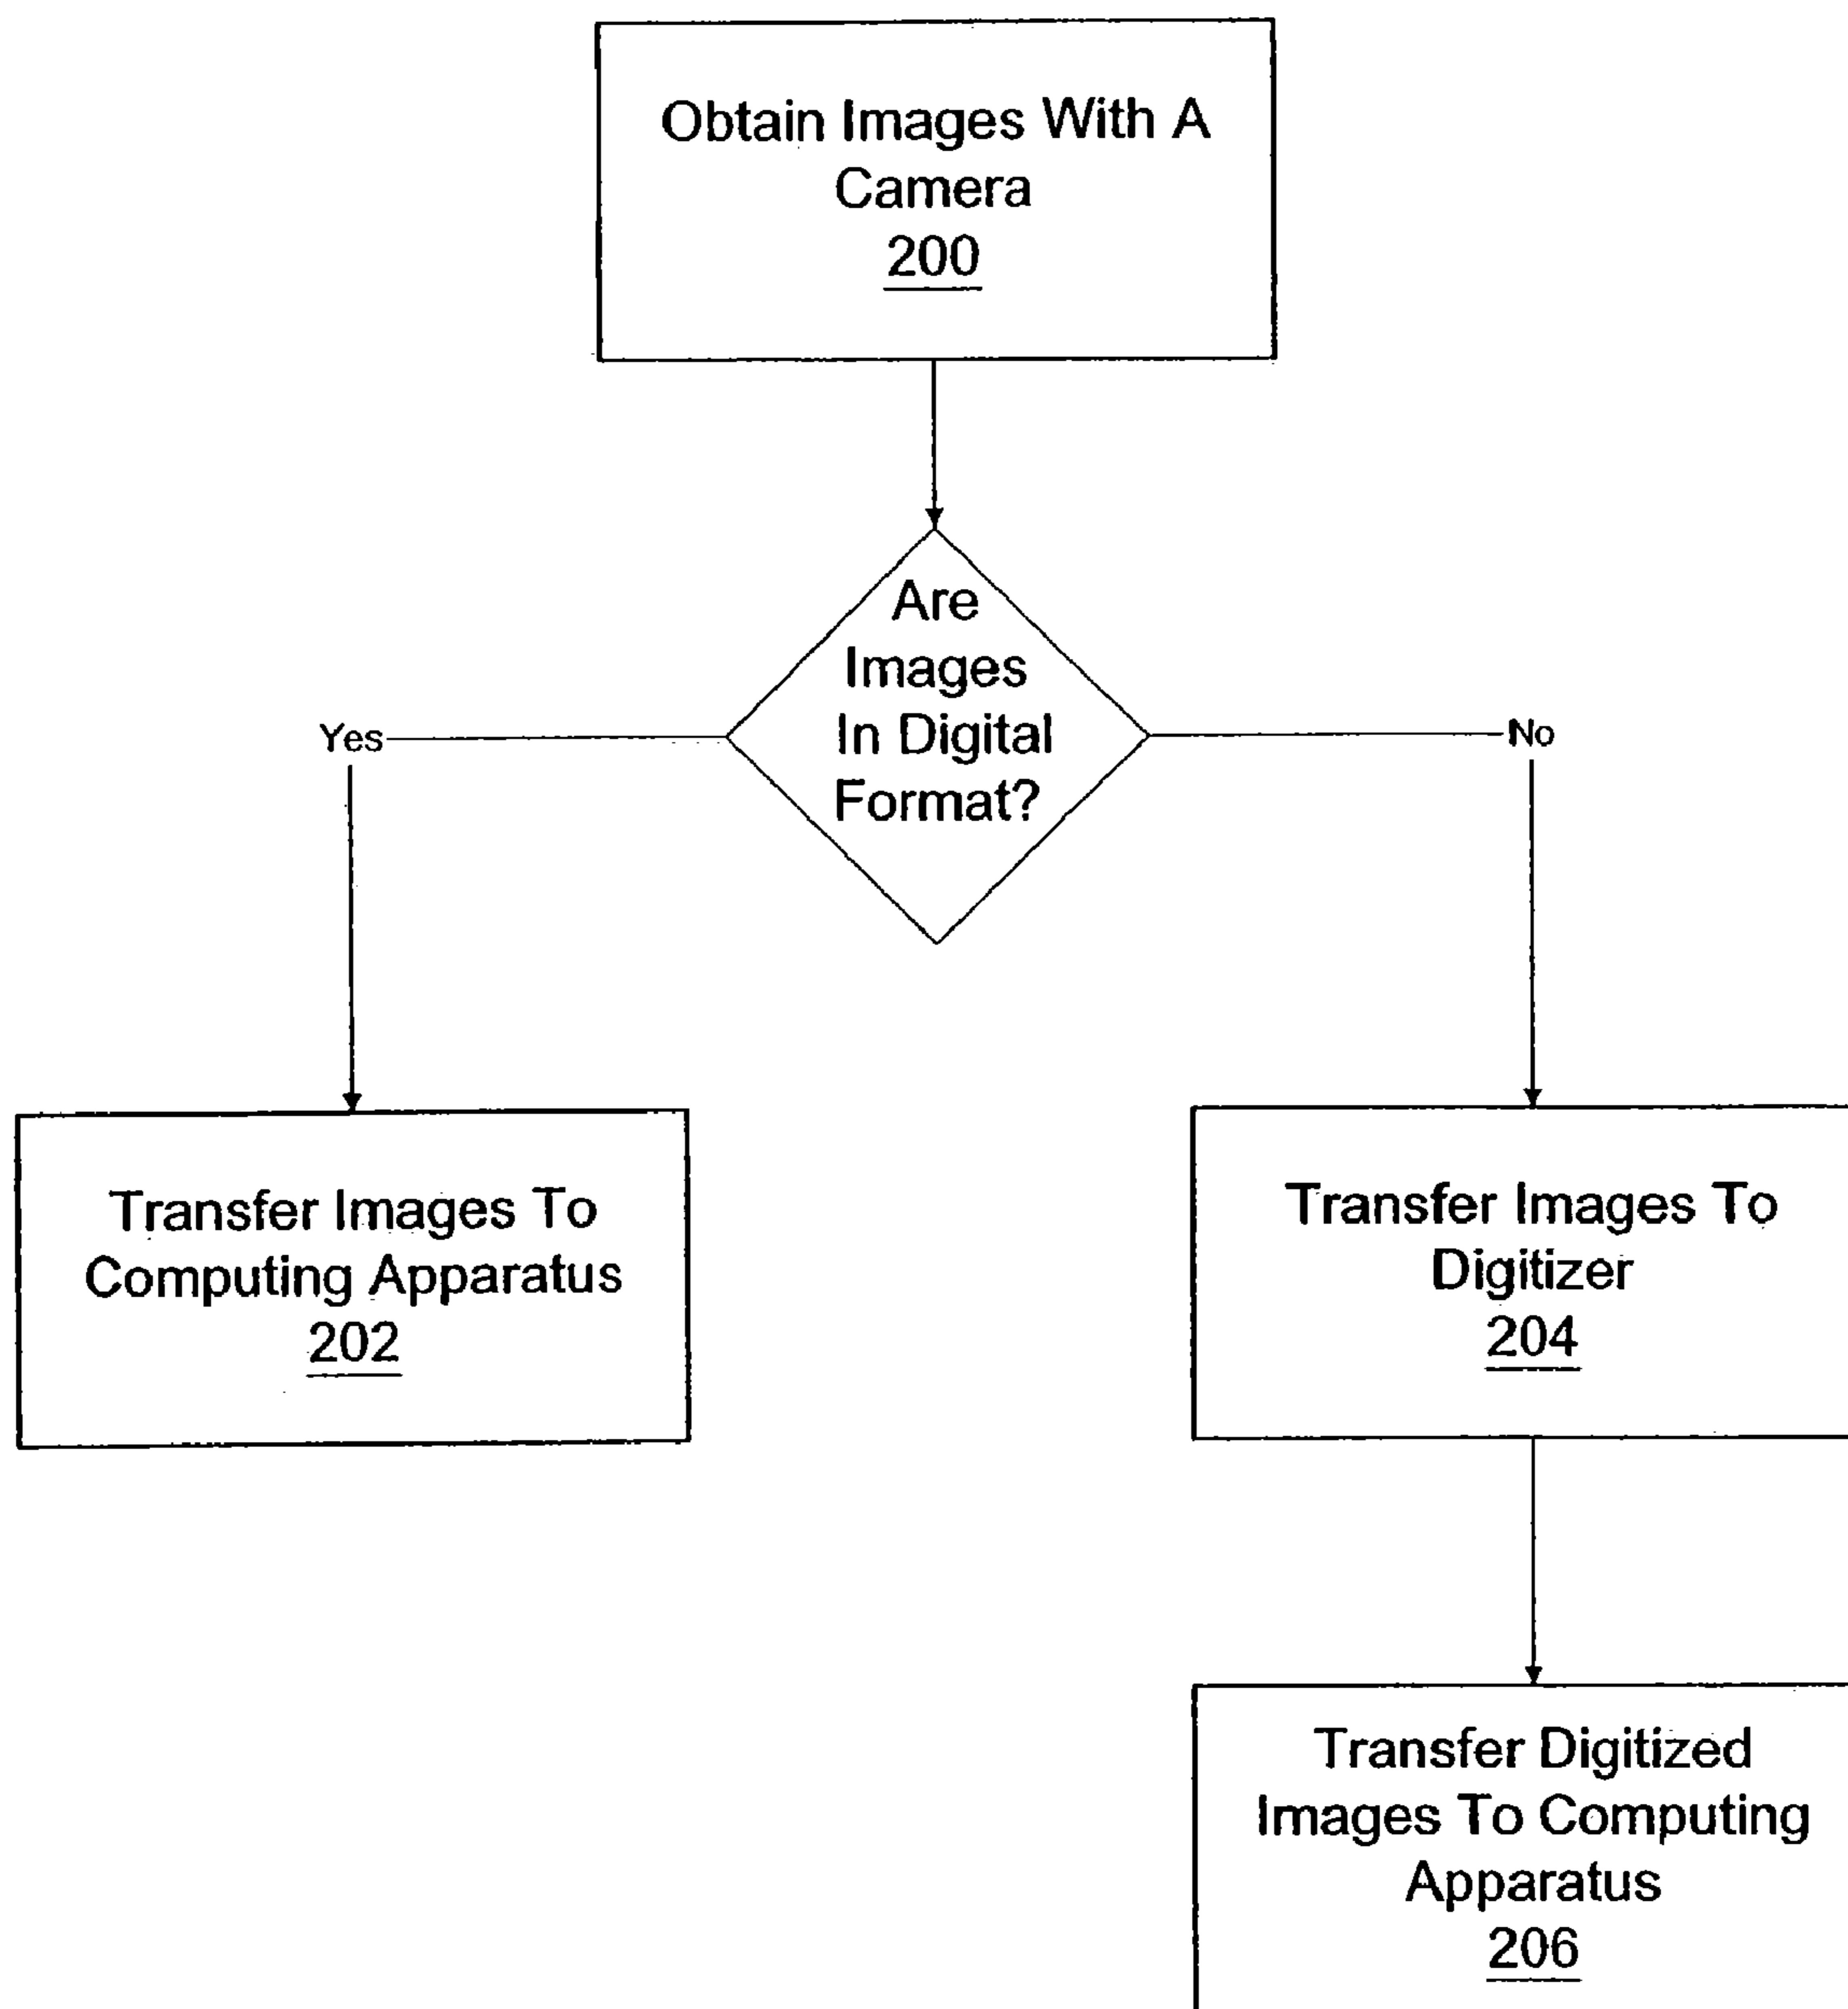 Obtain Images With A
Camera
200
Are
Images
In Digital
Format?
Yes
No
Transfer Images To
Computing Apparatus
202
Transfer Images To
Digitizer
204
Transfer Digitized
Images To Computing
Apparatus
206